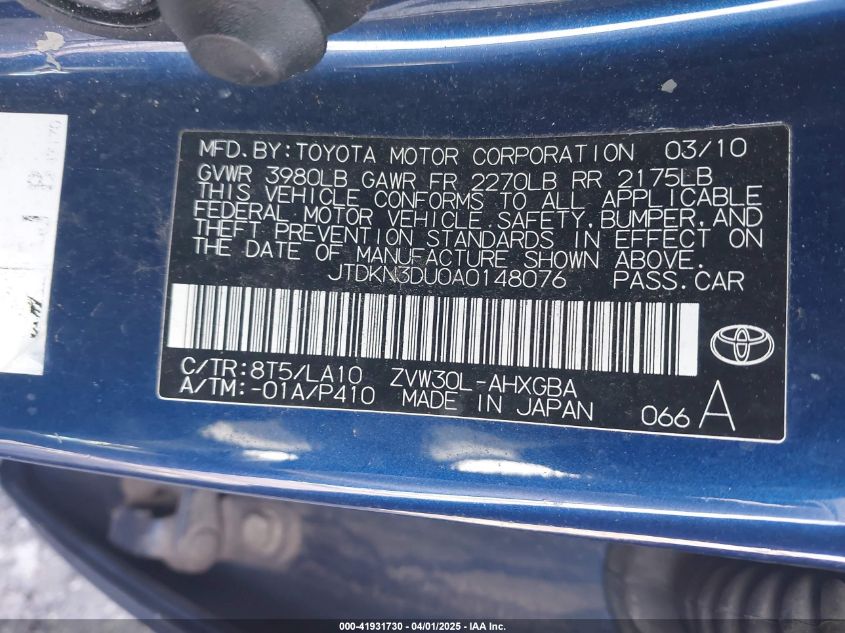 MFD.BY:TOYOTA MOTOR CORPORATION 03/10
GVWR 3980LB GAWR FR 2270LB RR 2175LB
THIS VEHICLE CONFORMS TO ALL APPLICABLE
FEDERAL MOTOR VEHICLE SAFETY, BUMPER, AND
THEFT PREVENTION STANDARDS IN EFFECT ON
THE DATE OF MANUFACTURE SHOWN ABOVE.
JTDKN3DU0A0148076 PASS.CAR
C/TR:8T5/LA10 ZVW30L-AHXGBA
A/TM:-01A/P410 MADE IN JAPAN 066 A
000-41931730 - 04/01/2025 - IAA Inc.